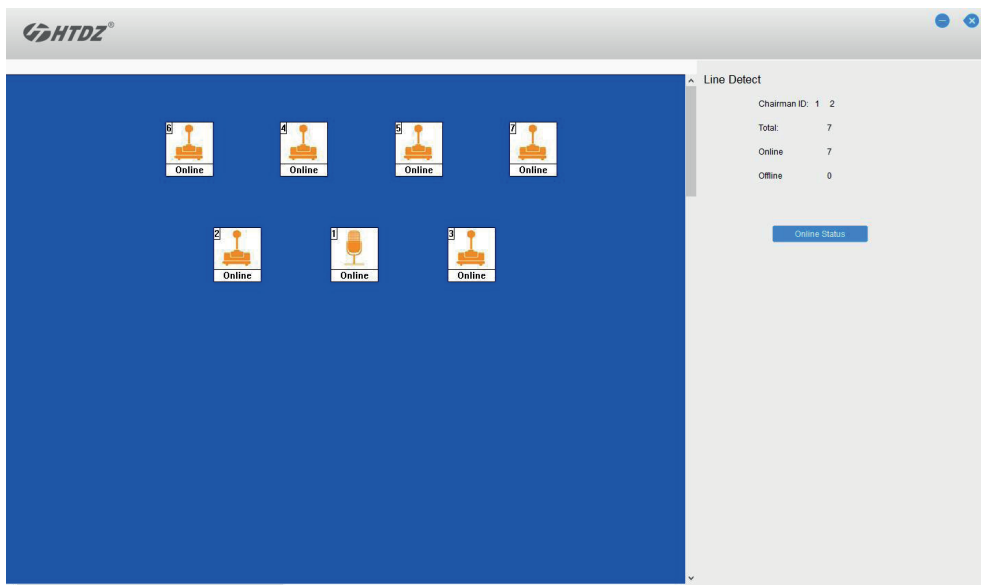 HTDZ®
6
Online
4
Online
5
Online
7
Online
2
Online
1
Online
3
Online
Line Detect
Chairman ID: 1 2
Total: 7
Online 7
Offline 0
Online Status